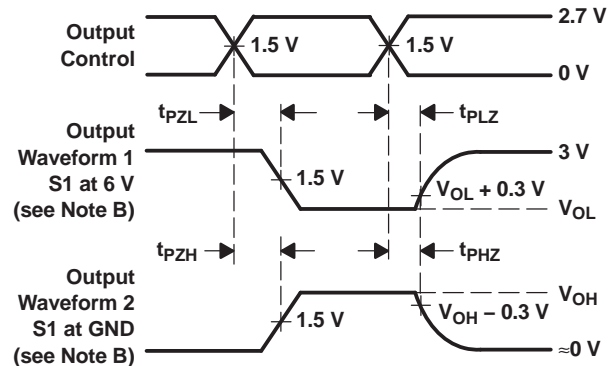 Output
Control
1.5 V
1.5 V
2.7 V
0 V
tPZL
tPLZ
Output
Waveform 1
S1 at 6 V
(see Note B)
1.5 V
3 V
VOL + 0.3 V
VOL
tPZH
tPHZ
Output
Waveform 2
S1 at GND
(see Note B)
1.5 V
VOH
VOH − 0.3 V
≈0 V